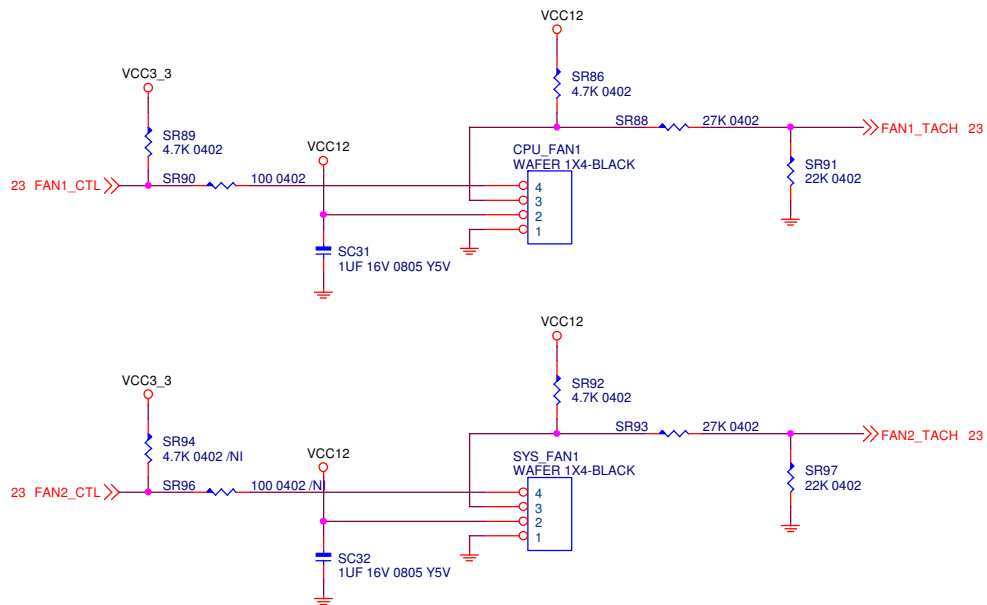 VCC12
SR86
4.7K 0402
VCC3_3
SR89
4.7K 0402
SR88 27K 0402
FAN1_TACH 23
VCC12
CPU_FAN1
WAFER 1X4-BLACK
SR91
22K 0402
23 FAN1_CTL
SR90 100 0402
4
3
2
1
SC31
1UF 16V 0805 Y5V
VCC12
SR92
4.7K 0402
VCC3_3
SR94
4.7K 0402 /NI
SR93 27K 0402
FAN2_TACH 23
VCC12
SYS_FAN1
WAFER 1X4-BLACK
SR97
22K 0402
23 FAN2_CTL
SR96 100 0402 /NI
4
3
2
1
SC32
1UF 16V 0805 Y5V